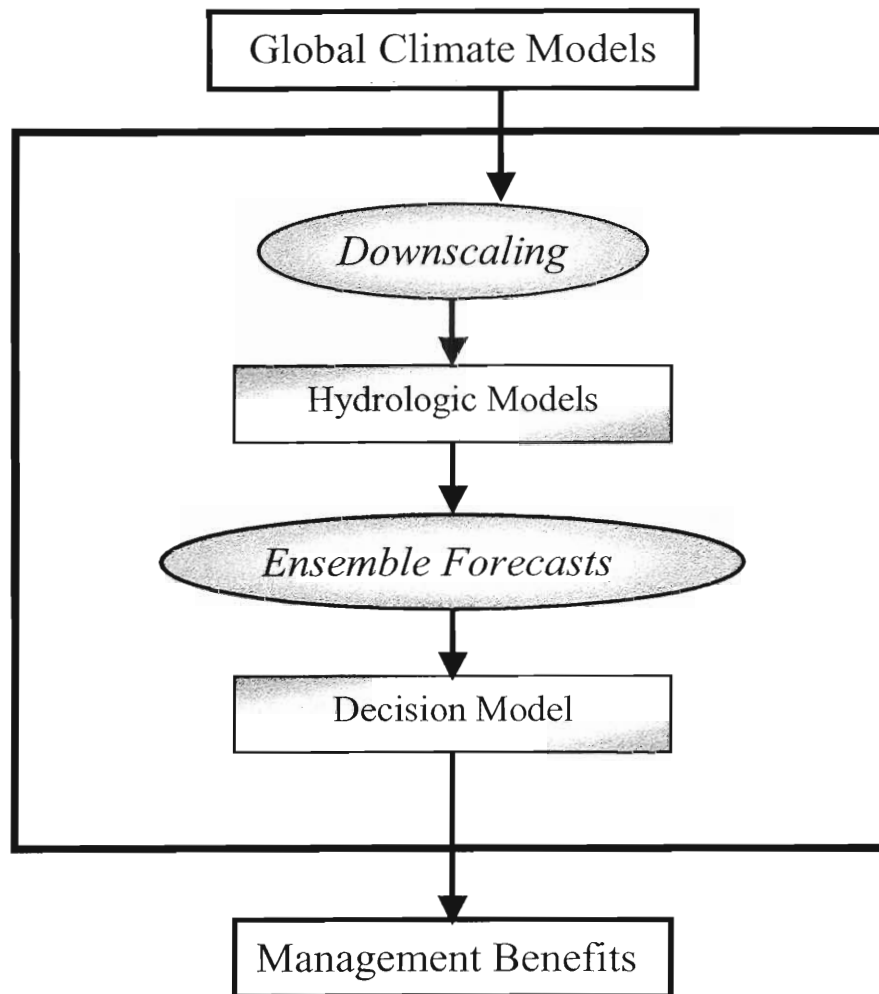 Global Climate Models
Downscaling
Hydrologic Models
Ensemble Forecasts
Decision Model
Management Benefits